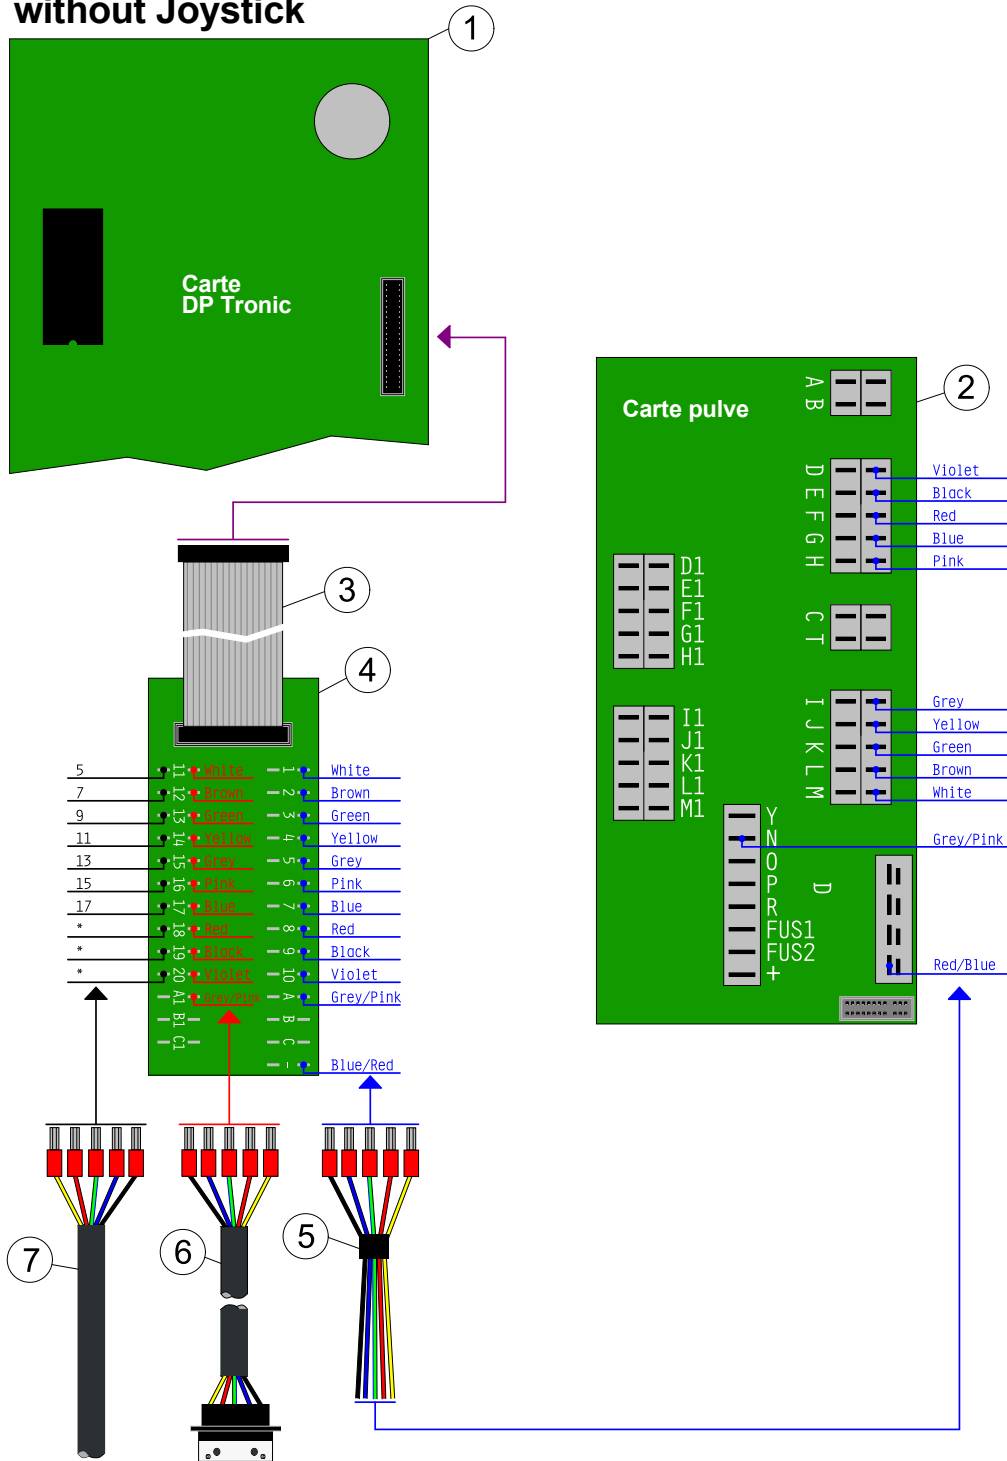 without Joystick
1
Carte
DP Tronic
2
Carte pulve
A
B
D Violet
E Black
F Red
G Blue
H Pink
3
D1
E1
F1
G1
H1
C
T
4
I Grey
J Yellow
K Green
L Brown
M White
I1
J1
K1
L1
M1
5 11 White 1 White
7 12 Brown 2 Brown
9 13 Green 3 Green
11 14 Yellow 4 Yellow
13 15 Grey 5 Grey
15 16 Pink 6 Pink
17 17 Blue 7 Blue
* 18 Red 8 Red
* 19 Black 9 Black
* 20 Violet 10 Violet
A1 Grey/Pink A Grey/Pink
B1 B
C1 C
- Blue/Red
Y
N Grey/Pink
O
P
R
FUS1
FUS2
+
D
Red/Blue
7
6
5